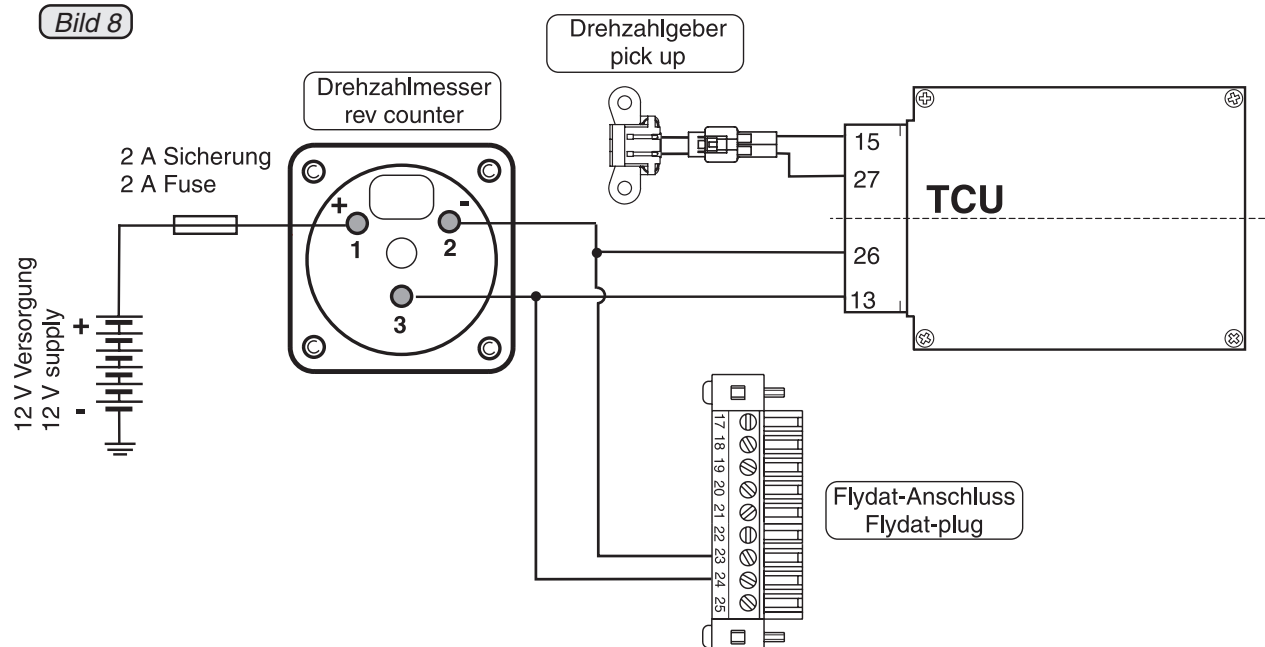 Bild 8
Drehzahlgeber
pick up
Drehzahlmesser
rev counter
2 A Sicherung
2 A Fuse
+
-
1
2
3
15
27
TCU
26
13
12 V Versorgung
12 V supply
+
-
17
18
19
20
21
22
23
24
25
Flydat-Anschluss
Flydat-plug